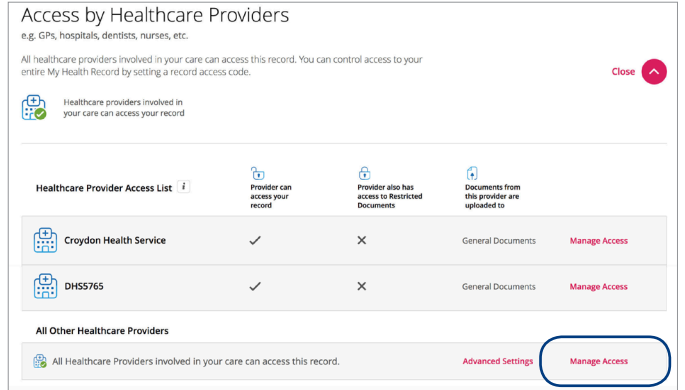 Access by Healthcare Providers
e.g. GPs, hospitals, dentists, nurses, etc.
All healthcare providers involved in your care can access this record. You can control access to your
entire My Health Record by setting a record access code.
Close
Healthcare providers involved in
your care can access your record
Healthcare Provider Access List i
Provider can
access your
record
Provider also has
access to Restricted
Documents
Documents from
this provider are
uploaded to
Croydon Health Service
General Documents
Manage Access
DHS5765
General Documents
Manage Access
All Other Healthcare Providers
All Healthcare Providers involved in your care can access this record.
Advanced Settings
Manage Access